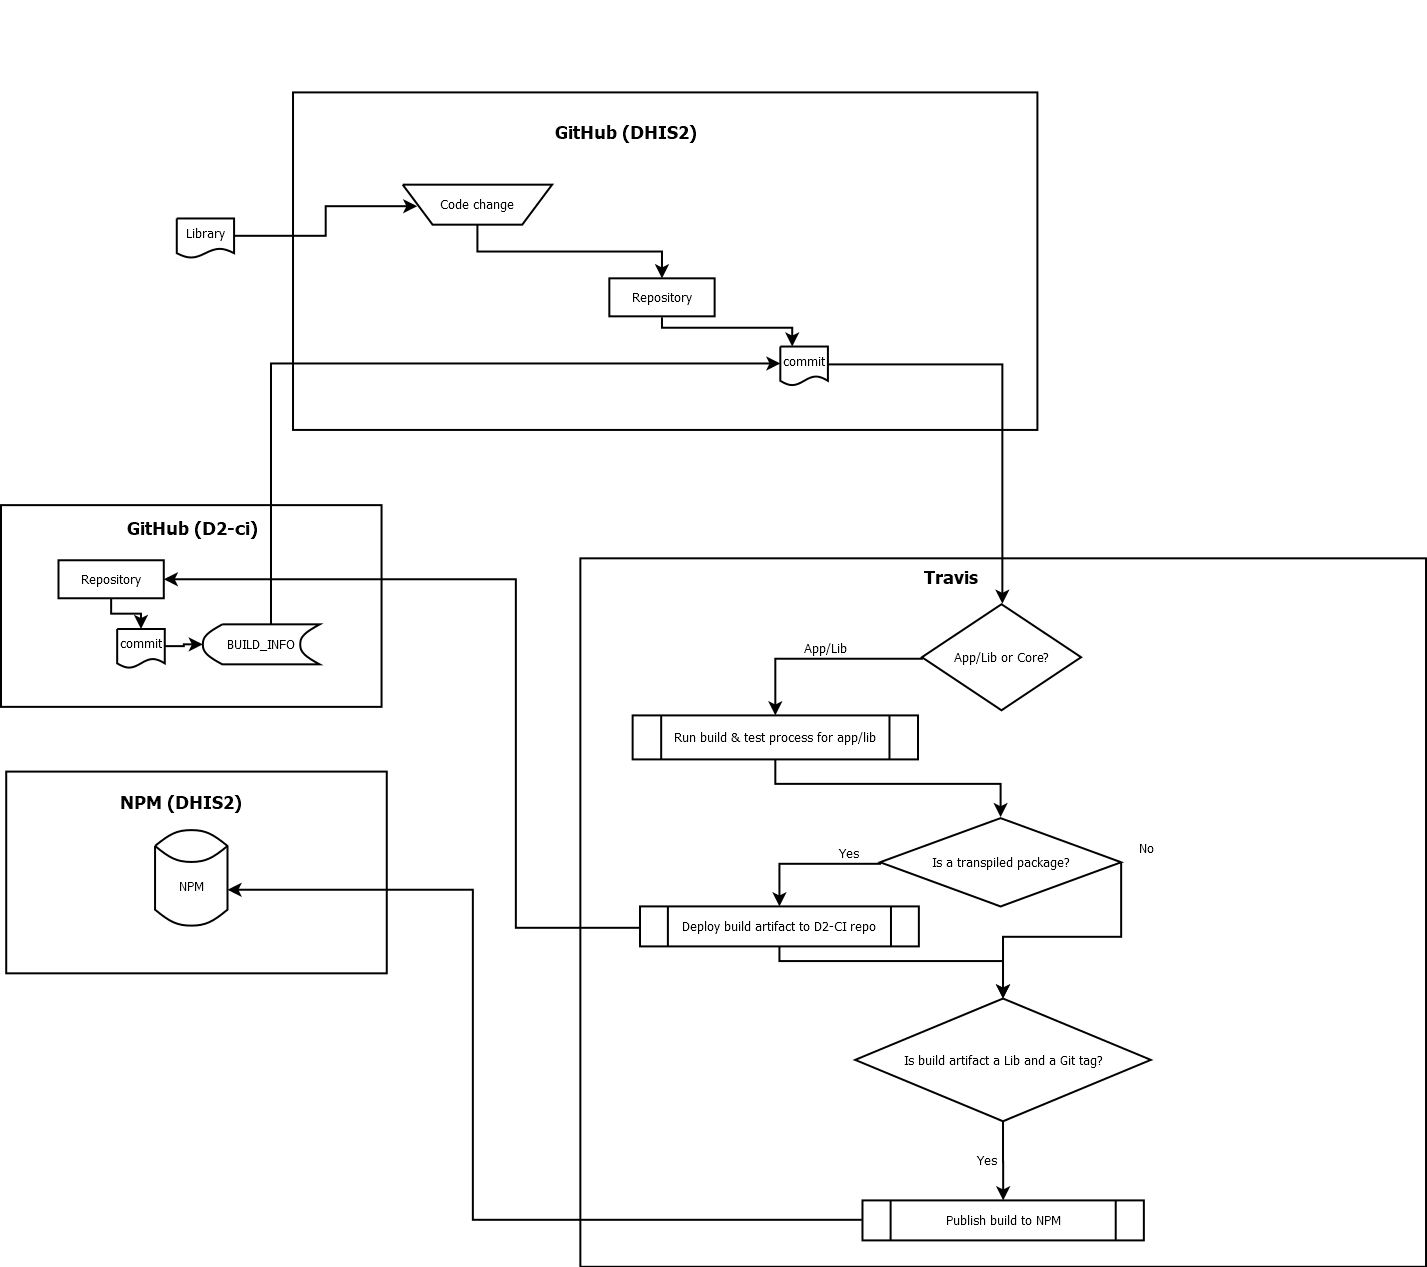 GitHub (DHIS2)
Code change
Library
Repository
commit
GitHub (D2-ci)
Repository
commit
BUILD_INFO
Travis
App/Lib or Core?
App/Lib
Run build & test process for app/lib
NPM (DHIS2)
NPM
Is a transpiled package?
Yes
No
Deploy build artifact to D2-CI repo
Is build artifact a Lib and a Git tag?
Yes
Publish build to NPM